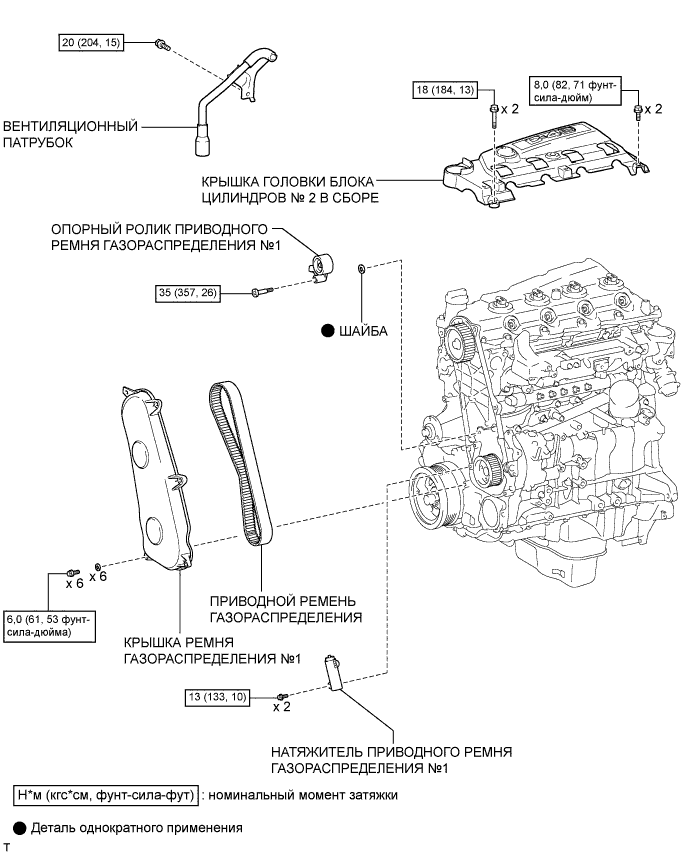 20 (204, 15)
18 (184, 13)
8,0 (82, 71 фунт-
сила-дюйм)
x 2
x 2
ВЕНТИЛЯЦИОННЫЙ
ПАТРУБОК
КРЫШКА ГОЛОВКИ БЛОКА
ЦИЛИНДРОВ № 2 В СБОРЕ
ОПОРНЫЙ РОЛИК ПРИВОДНОГО
РЕМНЯ ГАЗОРАСПРЕДЕЛЕНИЯ №1
35 (357, 26)
ШАЙБА
x 6
x 6
6,0 (61, 53 фунт-
сила-дюйма)
ПРИВОДНОЙ РЕМЕНЬ
ГАЗОРАСПРЕДЕЛЕНИЯ
КРЫШКА РЕМНЯ
ГАЗОРАСПРЕДЕЛЕНИЯ №1
13 (133, 10)
x 2
НАТЯЖИТЕЛЬ ПРИВОДНОГО РЕМНЯ
ГАЗОРАСПРЕДЕЛЕНИЯ №1
Н*м (кгс*см, фунт-сила-фут) : номинальный момент затяжки
Деталь однократного применения
T